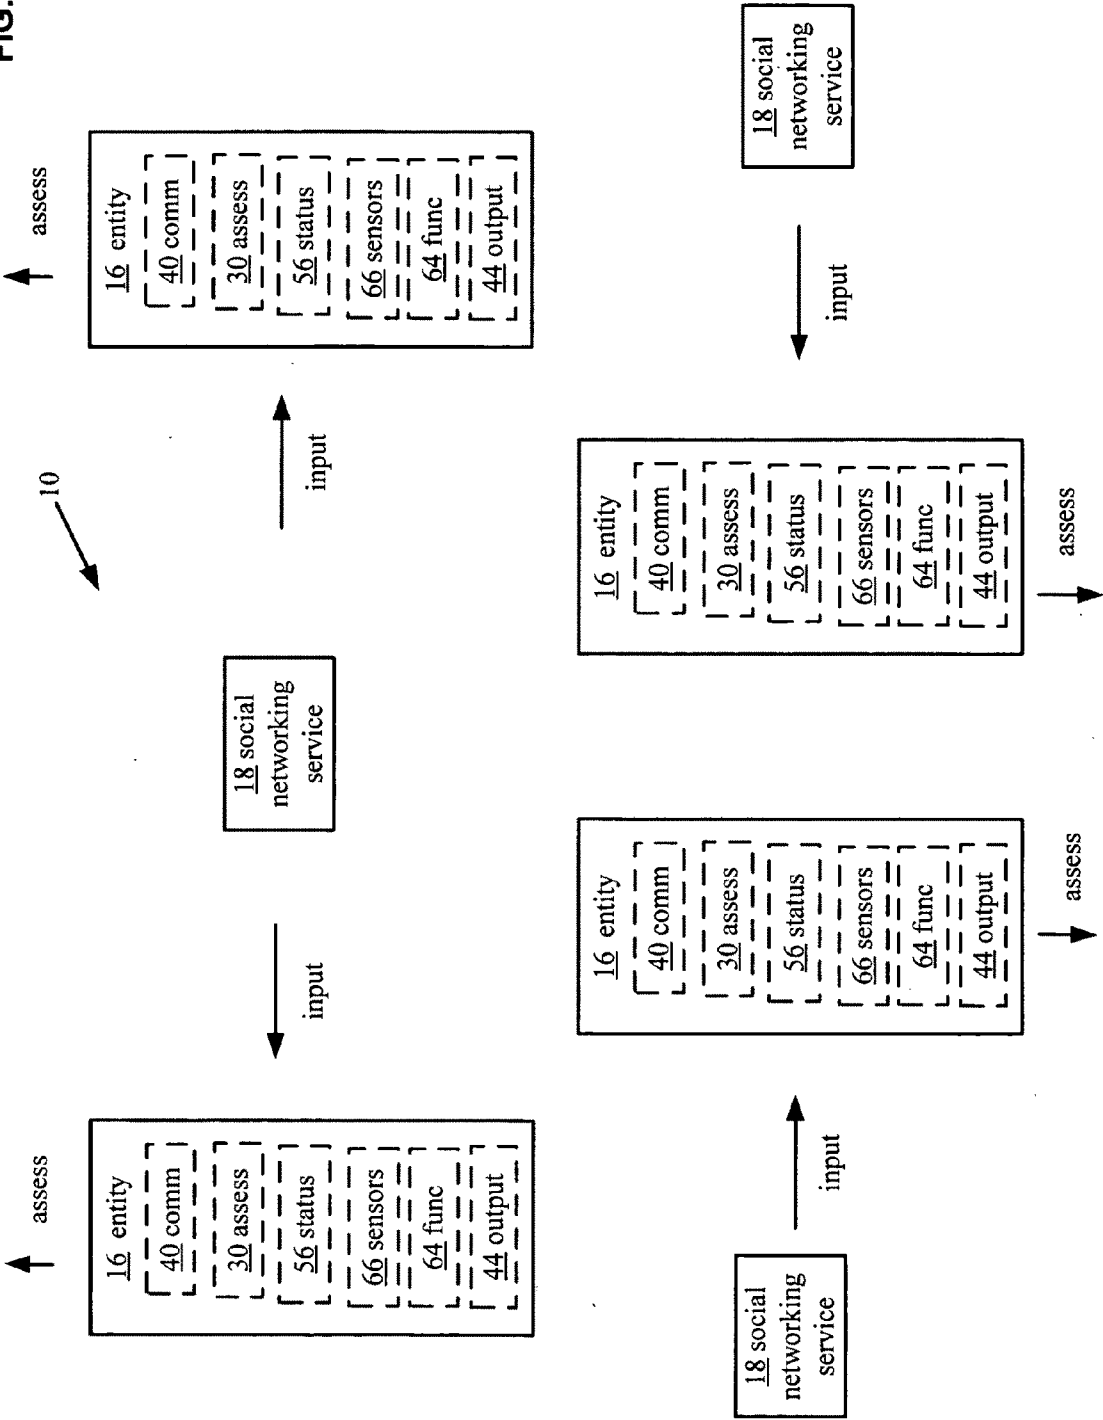 FIG.
assess
assess
10
16 entity
40 comm
30 assess
56 status
66 sensors
64 func
44 output
input
18 social
networking
service
input
16 entity
40 comm
30 assess
56 status
66 sensors
64 func
44 output
18 social
networking
service
input
16 entity
40 comm
30 assess
56 status
66 sensors
64 func
44 output
assess
16 entity
40 comm
30 assess
56 status
66 sensors
64 func
44 output
assess
input
18 social
networking
service